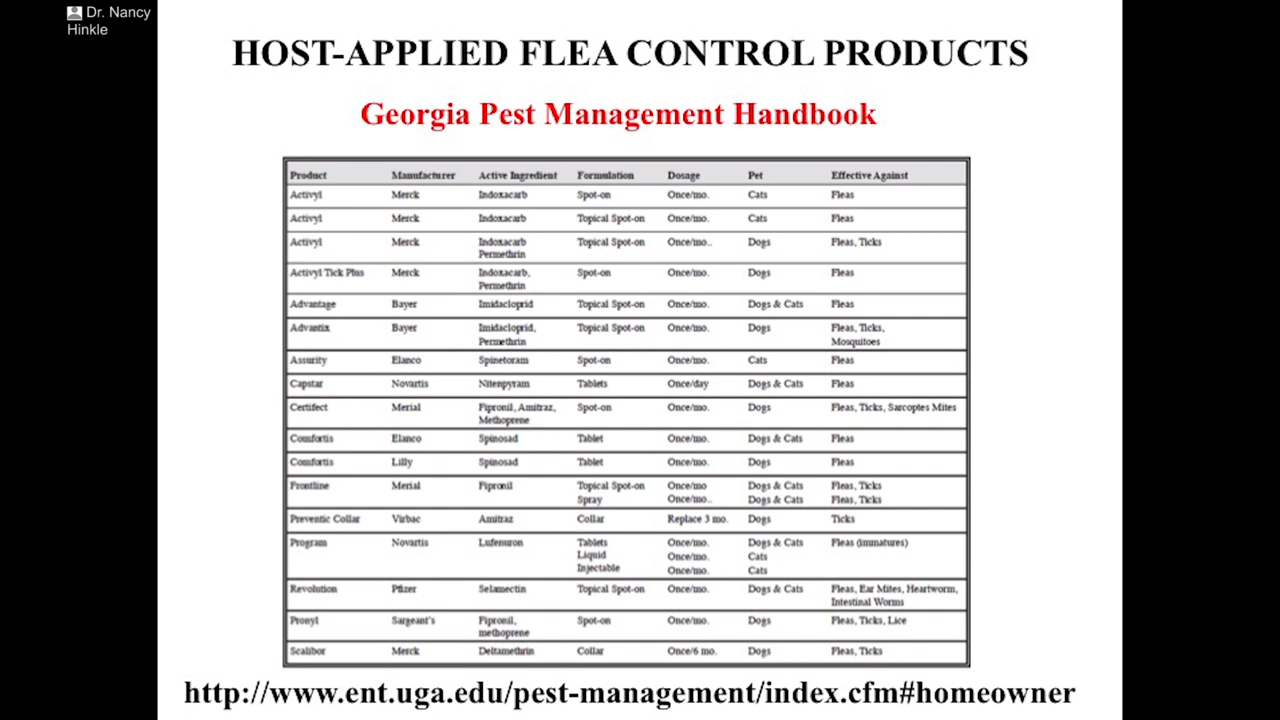 Dr. Nancy
Hinkle
HOST-APPLIED FLEA CONTROL PRODUCTS
Georgia Pest Management Handbook
Product Manufacturer Active Ingredient Formulation Dosage Pet Effective Against
Activyl Merck Indoxacarb Spot-on Once/mo. Cats Fleas
Activyl Merck Indoxacarb Topical Spot-on Once/mo. Cats Fleas
Activyl Merck Indoxacarb Topical Spot-on Once/mo.. Dogs Fleas, Ticks
Permethrin
Activyl Tick Plus Merck Indoxacarb, Spot-on Once/mo. Dogs Fleas
Permethrin
Advantage Bayer Imidacloprid Topical Spot-on Once/mo. Dogs & Cats Fleas
Advantix Bayer Imidacloprid, Topical Spot-on Once/mo. Dogs Fleas, Ticks,
Permethrin Mosquitoes
Assurity Elanco Spinetoram Spot-on Once/mo. Cats Fleas
Capstar Novartis Nitenpyram Tablets Once/day Dogs & Cats Fleas
Certifect Merial Fipronil, Amitraz, Spot-on Once/mo. Dogs Fleas, Ticks, Sarcoptes Mites
Methoprene
Comfortis Elanco Spinosad Tablet Once/mo. Dogs & Cats Fleas
Comfortis Lilly Spinosad Tablet Once/mo. Dogs Fleas
Frontline Merial Fipronil Topical Spot-on Once/mo Dogs & Cats Fleas, Ticks
Spray Once/mo.. Dogs & Cats Fleas, Ticks
Preventic Collar Virbac Amitraz Collar Replace 3 mo. Dogs Ticks
Program Novartis Lufenuron Tablets Once/mo. Dogs & Cats Fleas (immatures)
Liquid Once/mo. Cats
Injectable Once/mo. Cats
Revolution Pfizer Selamectin Topical Spot-on Once/mo. Dogs & Cats Fleas, Ear Mites, Heartworm,
Intestinal Worms
Pronyl Sargeant's Fipronil, Spot-on Once/mo. Dogs Fleas, Ticks, Lice
methoprene
Scalibor Merck Deltamethrin Collar Once/6 mo. Dogs Fleas, Ticks
http://www.ent.uga.edu/pest-management/index.cfm#homeowner